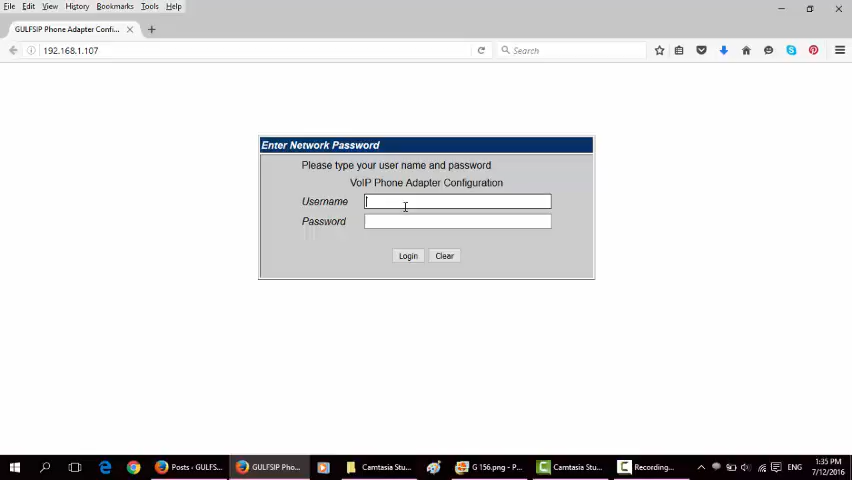 File Edit View History Bookmarks Tools Help
GULFSIP Phone Adapter Confi...
192.168.1.107
Search
Enter Network Password
Please type your user name and password
VoIP Phone Adapter Configuration
Username
Password
Login Clear
Posts ‹ GULFS...
GULFSIP Pho...
Camtasia Stu...
G 156.png - P...
Camtasia Stu...
Recording...
ENG
1:35 PM
7/12/2016